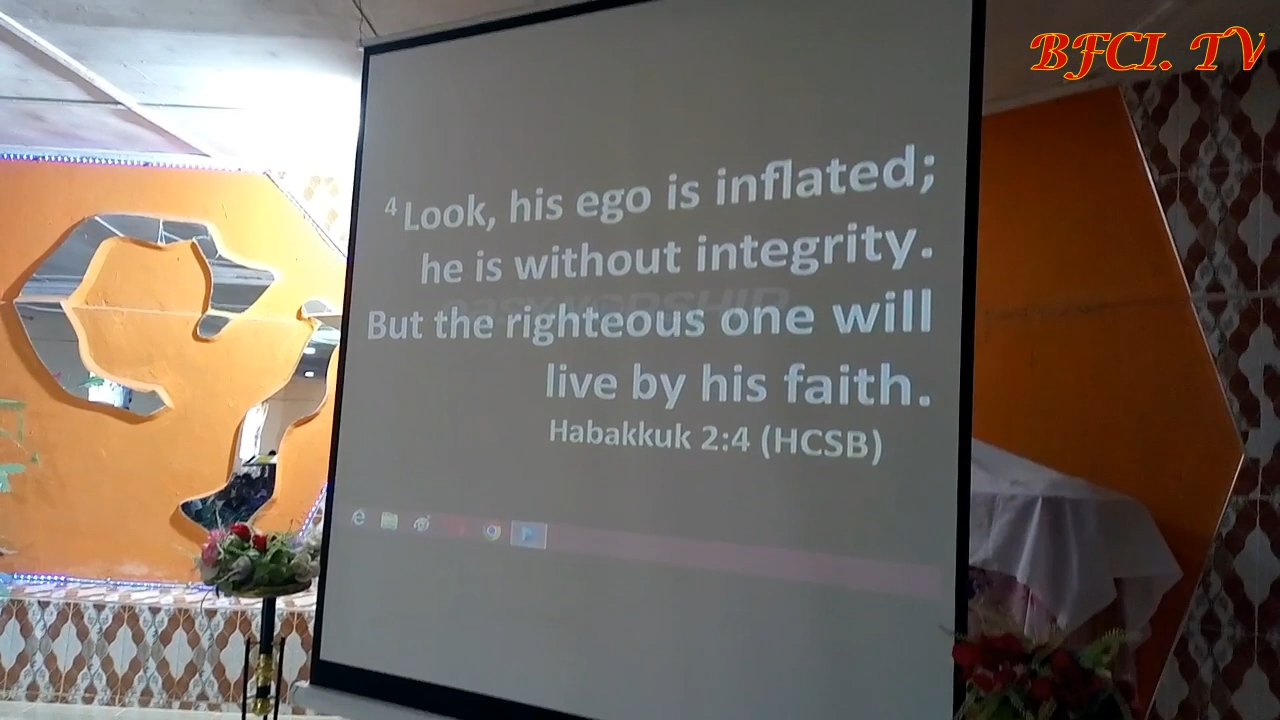 BFCI. TV
4 Look, his ego is inflated;
he is without integrity.
But the righteous one will
live by his faith.
Habakkuk 2:4 (HCSB)